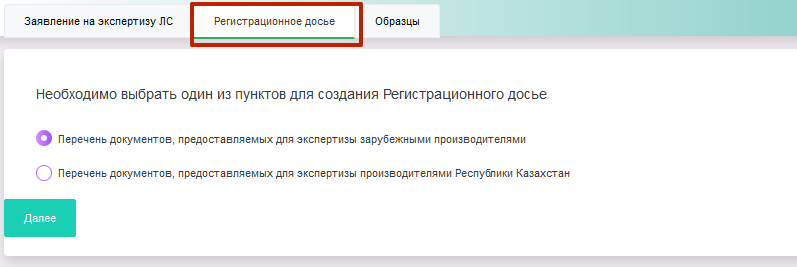 Заявление на экспертизу ЛС Регистрационное досье Образцы
Необходимо выбрать один из пунктов для создания Регистрационного досье
Перечень документов, предоставляемых для экспертизы зарубежными производителями
Перечень документов, предоставляемых для экспертизы производителями Республики Казахстан
Далее